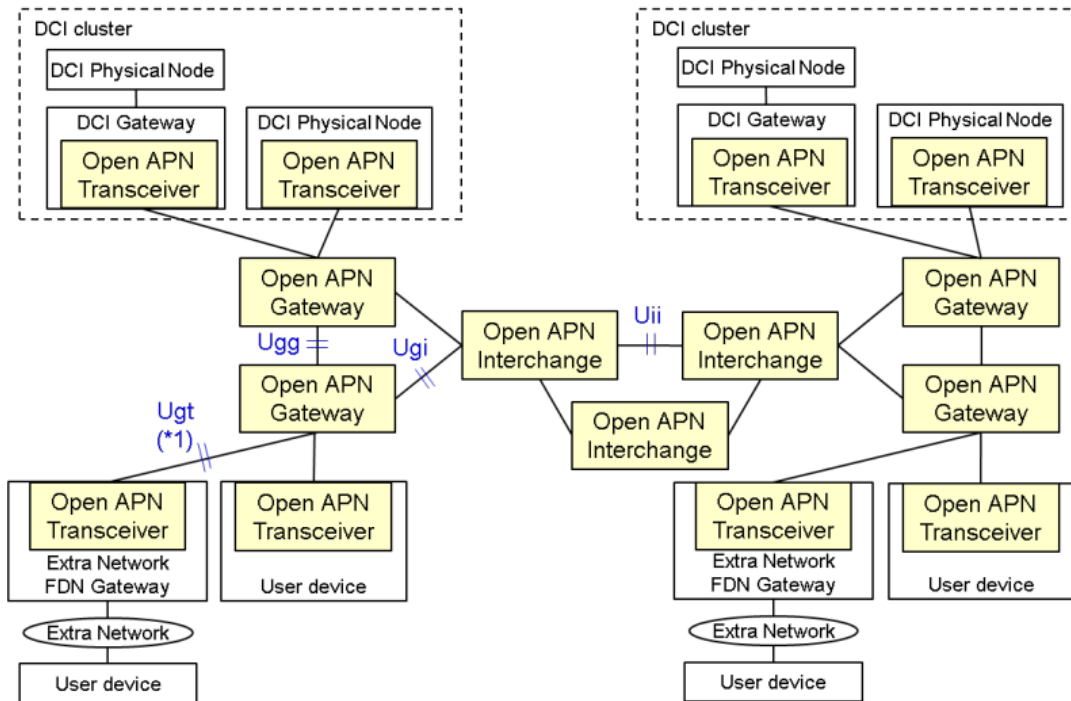 DCI cluster
DCI Physical Node
DCI Gateway
Open APN
Transceiver
DCI Physical Node
Open APN
Transceiver
DCI cluster
DCI Physical Node
DCI Gateway
Open APN
Transceiver
DCI Physical Node
Open APN
Transceiver
Open APN
Gateway
Ugg
Ugi
Open APN
Gateway
Ugt
(*1)
Open APN
Interchange
Uii
Open APN
Interchange
Open APN
Interchange
Open APN
Gateway
Open APN
Gateway
Open APN
Transceiver
Extra Network
FDN Gateway
Extra Network
User device
Open APN
Transceiver
User device
Open APN
Transceiver
Extra Network
FDN Gateway
Extra Network
User device
Open APN
Transceiver
User device